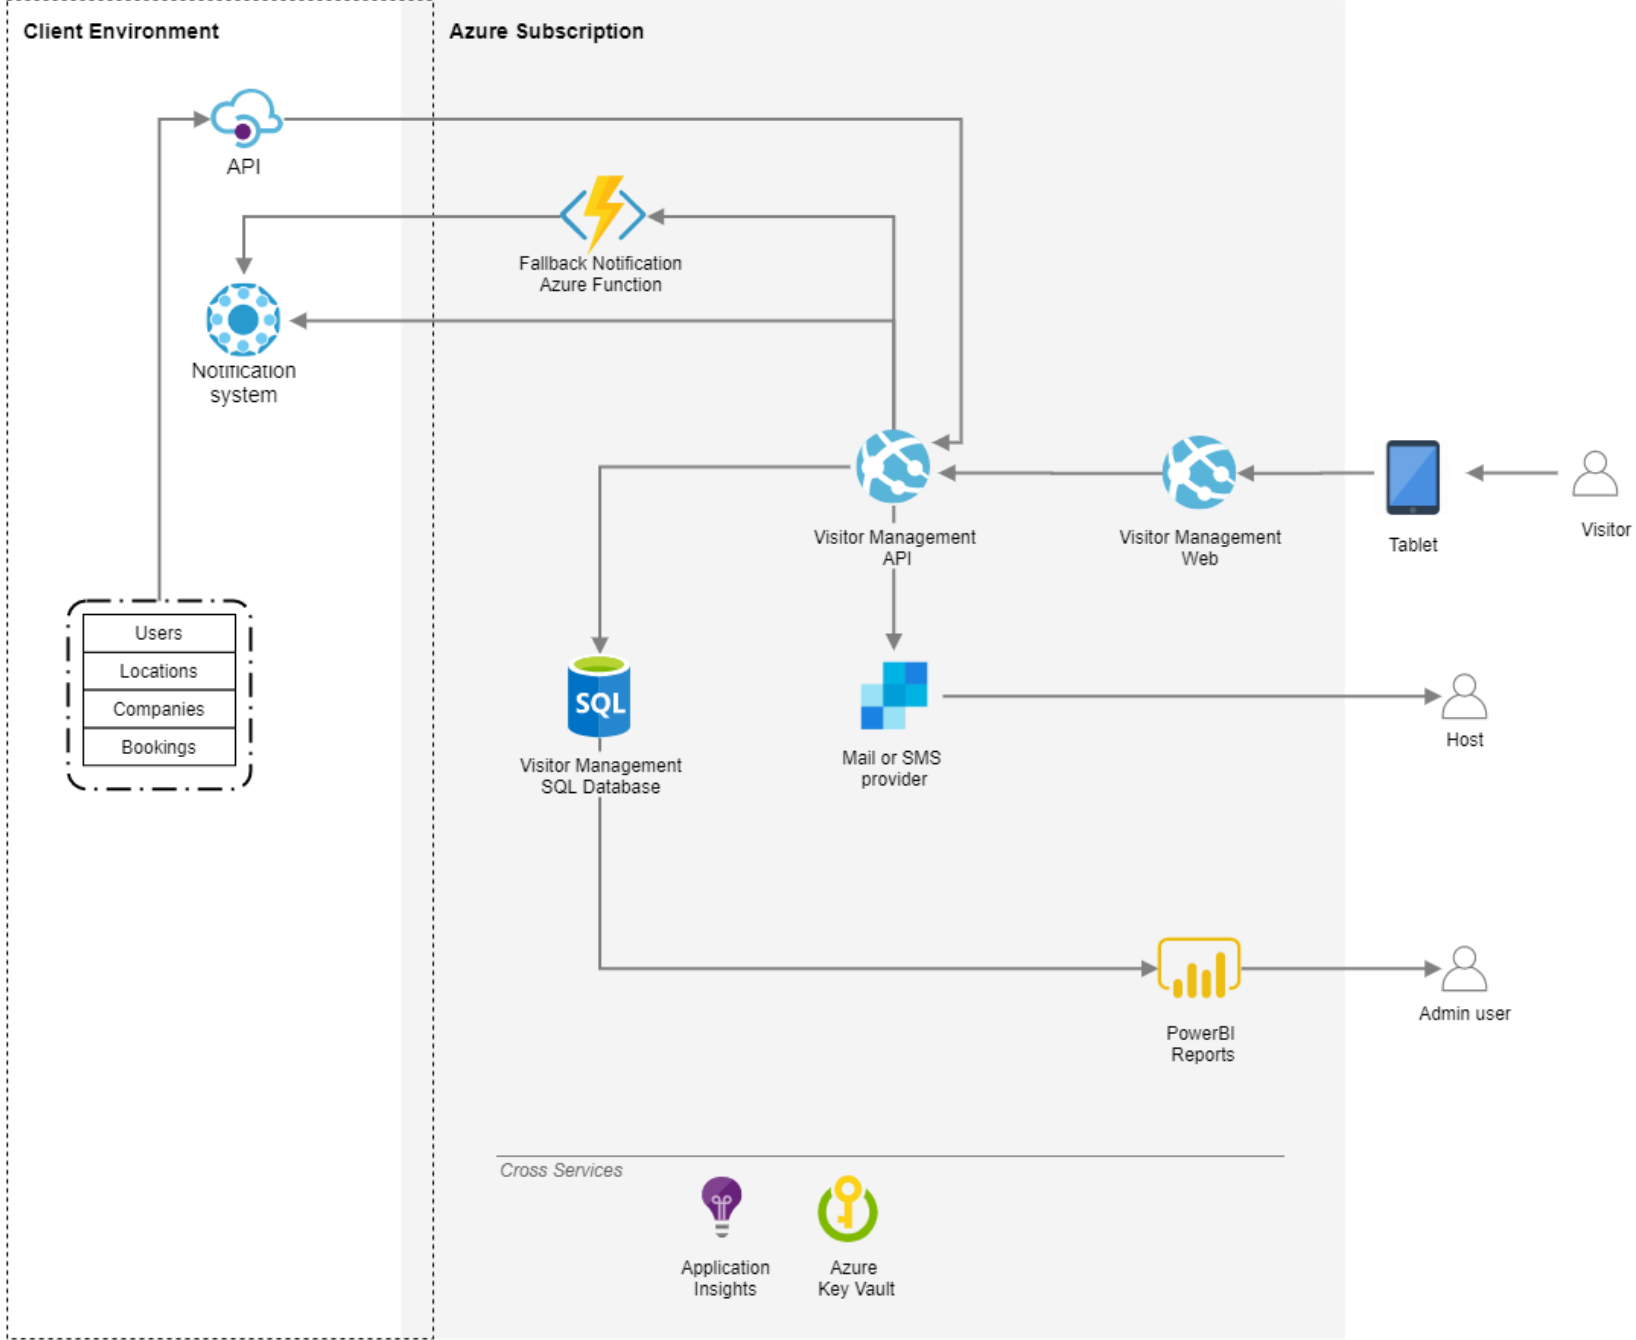 Client Environment
Azure Subscription
API
Fallback Notification
Azure Function
Notification
system
Visitor Management
API
Visitor Management
Web
Tablet
Visitor
Users
Locations
Companies
Bookings
SQL
Visitor Management
SQL Database
Mail or SMS
provider
Host
PowerBI
Reports
Admin user
Cross Services
Application
Insights
Azure
Key Vault